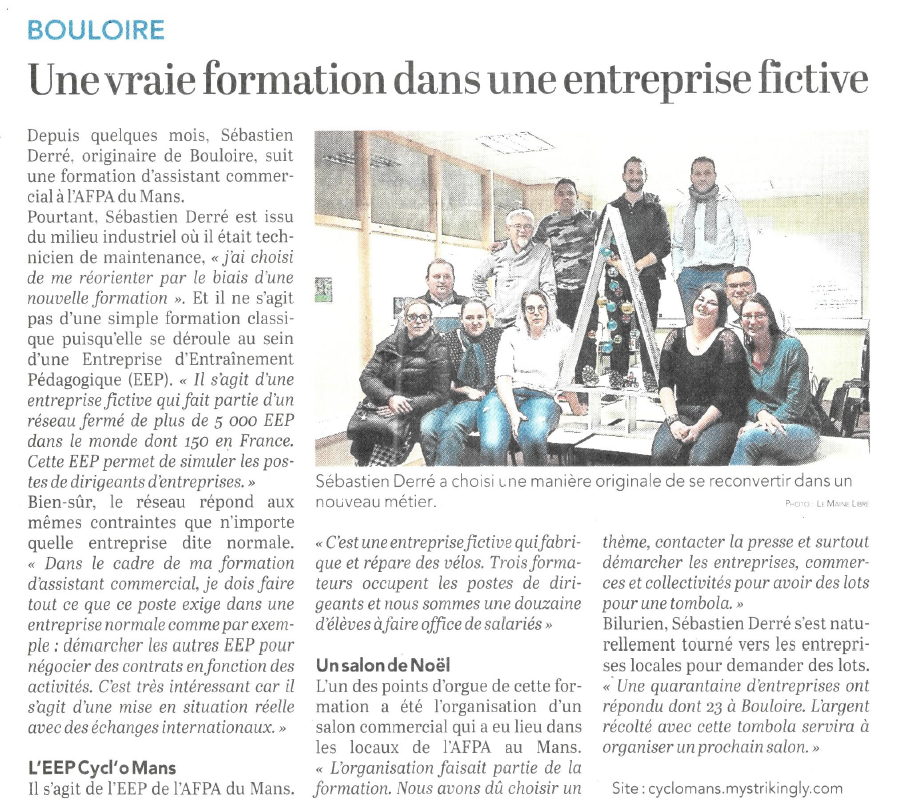 BOULOIRE
Une vraie formation dans une entreprise fictive
Depuis quelques mois, Sébastien
Derré, originaire de Bouloire, suit
une formation d'assistant commer-
cial à l'AFPA du Mans.
Pourtant, Sébastien Derré est issu
du milieu industriel où il était tech-
nicien de maintenance, « j'ai choisi
de me réorienter par le biais d'une
nouvelle formation ». Et il ne s'agit
pas d'une simple formation classi-
que puisqu'elle se déroule au sein
d'une Entreprise d'Entraînement
Pédagogique (EEP). « Il s'agit d'une
entreprise fictive qui fait partie d'un
réseau fermé de plus de 5 000 EEP
dans le monde dont 150 en France.
Cette EEP permet de simuler les pos-
tes de dirigeants d'entreprises. »
Bien-sûr, le réseau répond aux
mêmes contraintes que n'importe
quelle entreprise dite normale.
« Dans le cadre de ma formation
d'assistant commercial, je dois faire
tout ce que ce poste exige dans une
entreprise normale comme par exem-
ple : démarcher les autres EEP pour
négocier des contrats en fonction des
activités. C'est très intéressant car il
s'agit d'une mise en situation réelle
avec des échanges internationaux. »
L'EEP Cycl'o Mans
Il s'agit de l'EEP de l'AFPA du Mans.
Sébastien Derré a choisi une manière originale de se reconvertir dans un
nouveau métier.
PHOTO : LE MAINE LIBRE
« C'est une entreprise fictive qui fabri-
que et répare des vélos. Trois forma-
teurs occupent les postes de diri-
geants et nous sommes une douzaine
d'élèves à faire office de salariés »
Un salon de Noël
L'un des points d'orgue de cette for-
mation a été l'organisation d'un
salon commercial qui a eu lieu dans
les locaux de l'AFPA au Mans.
« L'organisation faisait partie de la
formation. Nous avons dû choisir un
thème, contacter la presse et surtout
démarcher les entreprises, commer-
ces et collectivités pour avoir des lots
pour une tombola. »
Bilurien, Sébastien Derré s'est natu-
rellement tourné vers les entrepri-
ses locales pour demander des lots.
« Une quarantaine d'entreprises ont
répondu dont 23 à Bouloire. L'argent
récolté avec cette tombola servira à
organiser un prochain salon. »
Site : cyclomans.mystrikingly.com